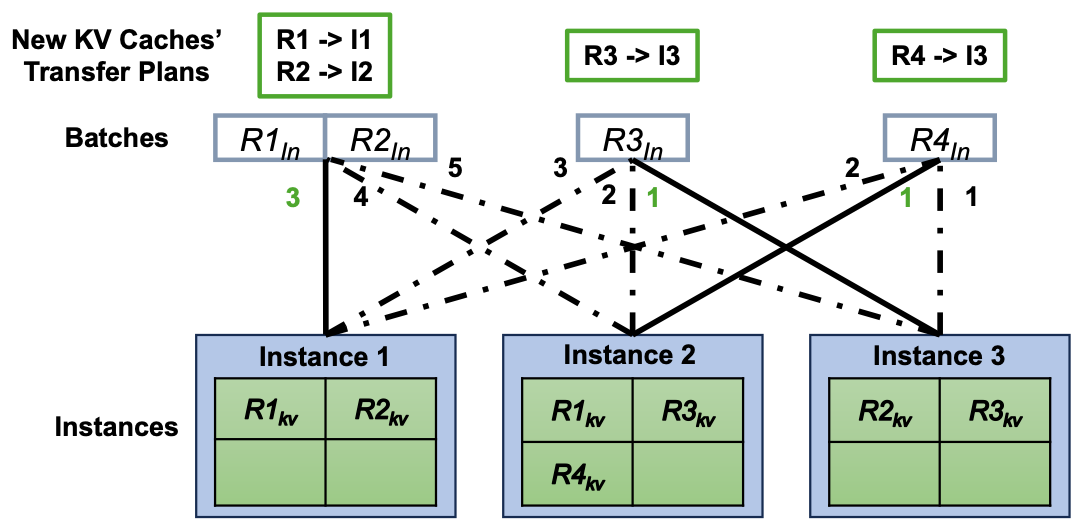 New KV Caches’
Transfer Plans
R1 -> I1
R2 -> I2
R3 -> I3
R4 -> I3
Batches
R1In
R2In
R3In
R4In
3
4
5
3
2
1
2
1
1
Instances
Instance 1
R1kv
R2kv
Instance 2
R1kv
R3kv
R4kv
Instance 3
R2kv
R3kv